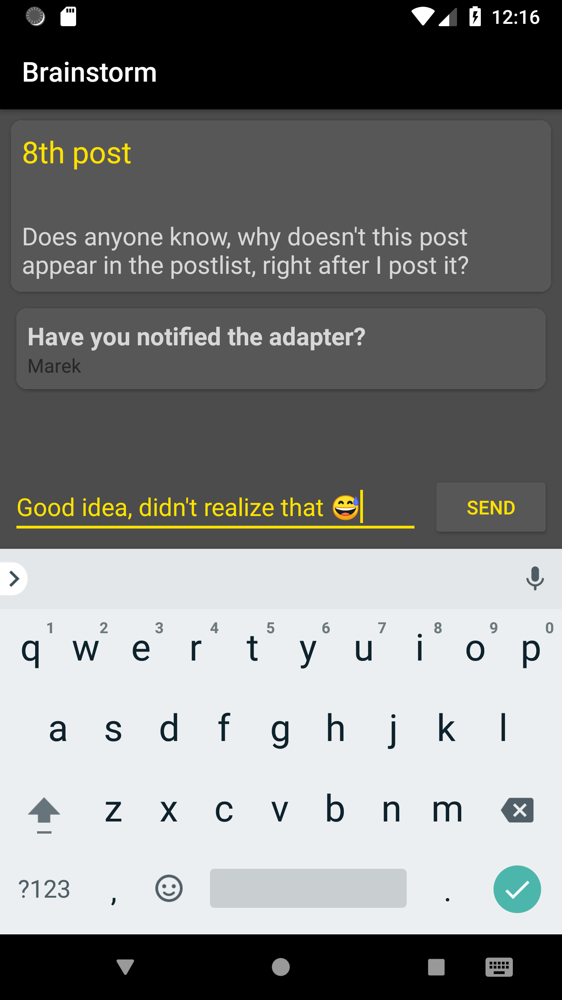 12:16
Brainstorm
8th post
Does anyone know, why doesn't this post
appear in the postlist, right after I post it?
Have you notified the adapter?
Marek
Good idea, didn't realize that 😅
SEND
1 2 3 4 5 6 7 8 9 0
q w e r t y u i o p
a s d f g h j k l
z x c v b n m
?123 , .